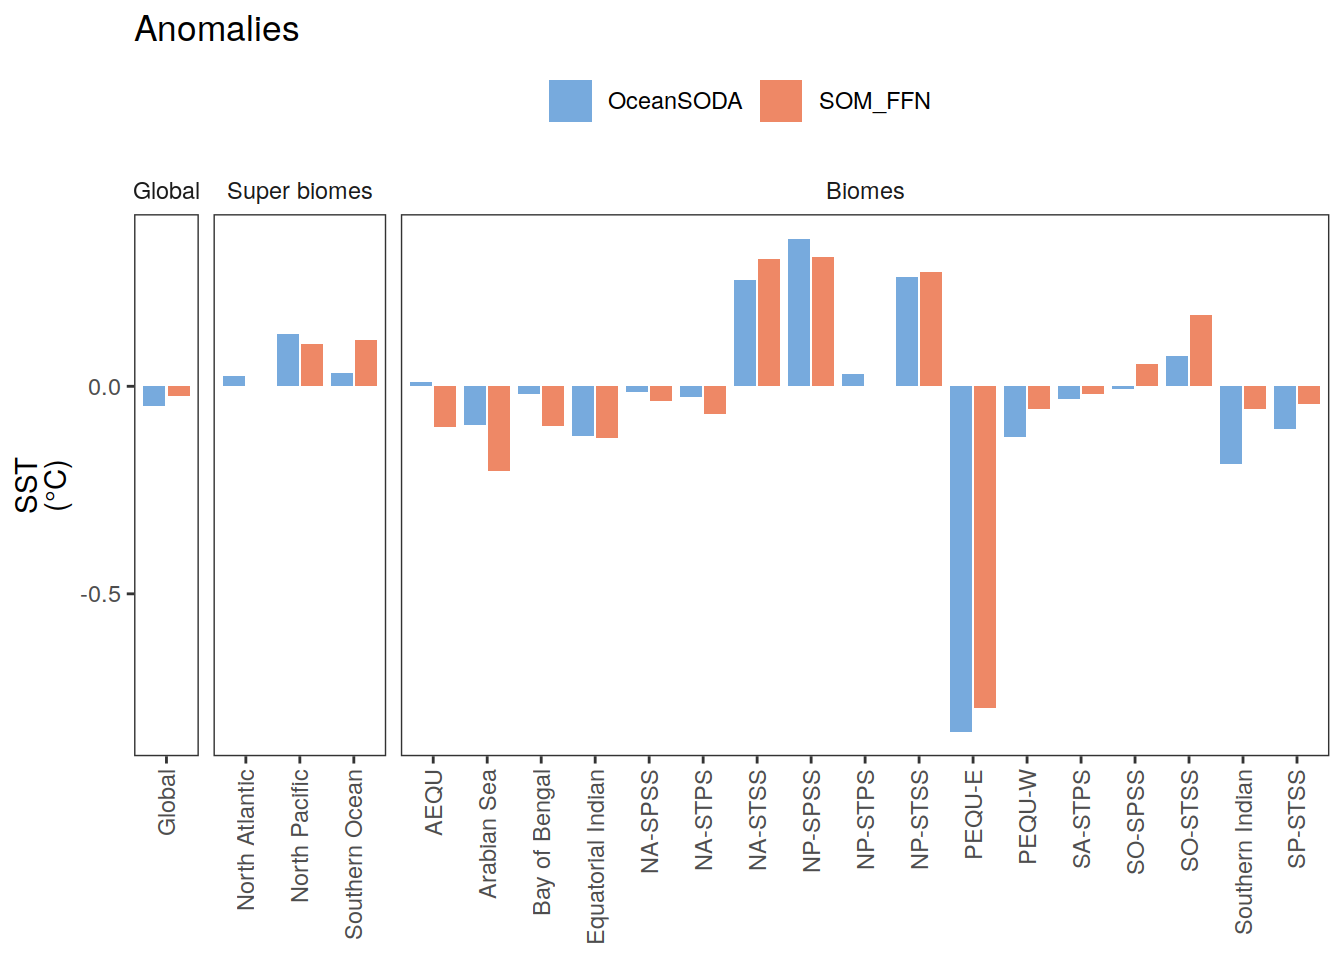 Anomalies
OceanSODA SOM_FFN
Global Super biomes Biomes
0.0
-0.5
SST
(°C)
Global
North Atlantic
North Pacific
Southern Ocean
AEQU
Arabian Sea
Bay of Bengal
Equatorial Indian
NA-SPSS
NA-STPS
NA-STSS
NP-SPSS
NP-STPS
NP-STSS
PEQU-E
PEQU-W
SA-STPS
SO-SPSS
SO-STSS
Southern Indian
SP-STSS